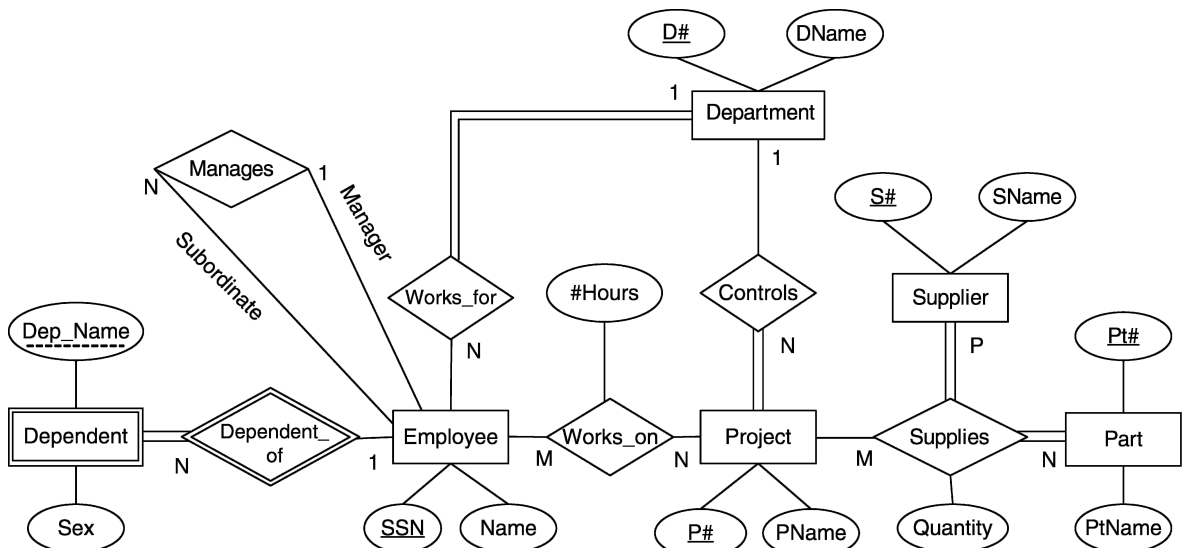 D#
DName
1
Department
1
Manages
N
1
Manager
Subordinate
S#
SName
Works_for
#Hours
Controls
Supplier
Dep_Name
N
N
P
Pt#
Dependent
Dependent_
of
Employee
Works_on
Project
Supplies
Part
N
1
M
N
M
N
Sex
SSN
Name
P#
PName
Quantity
PtName